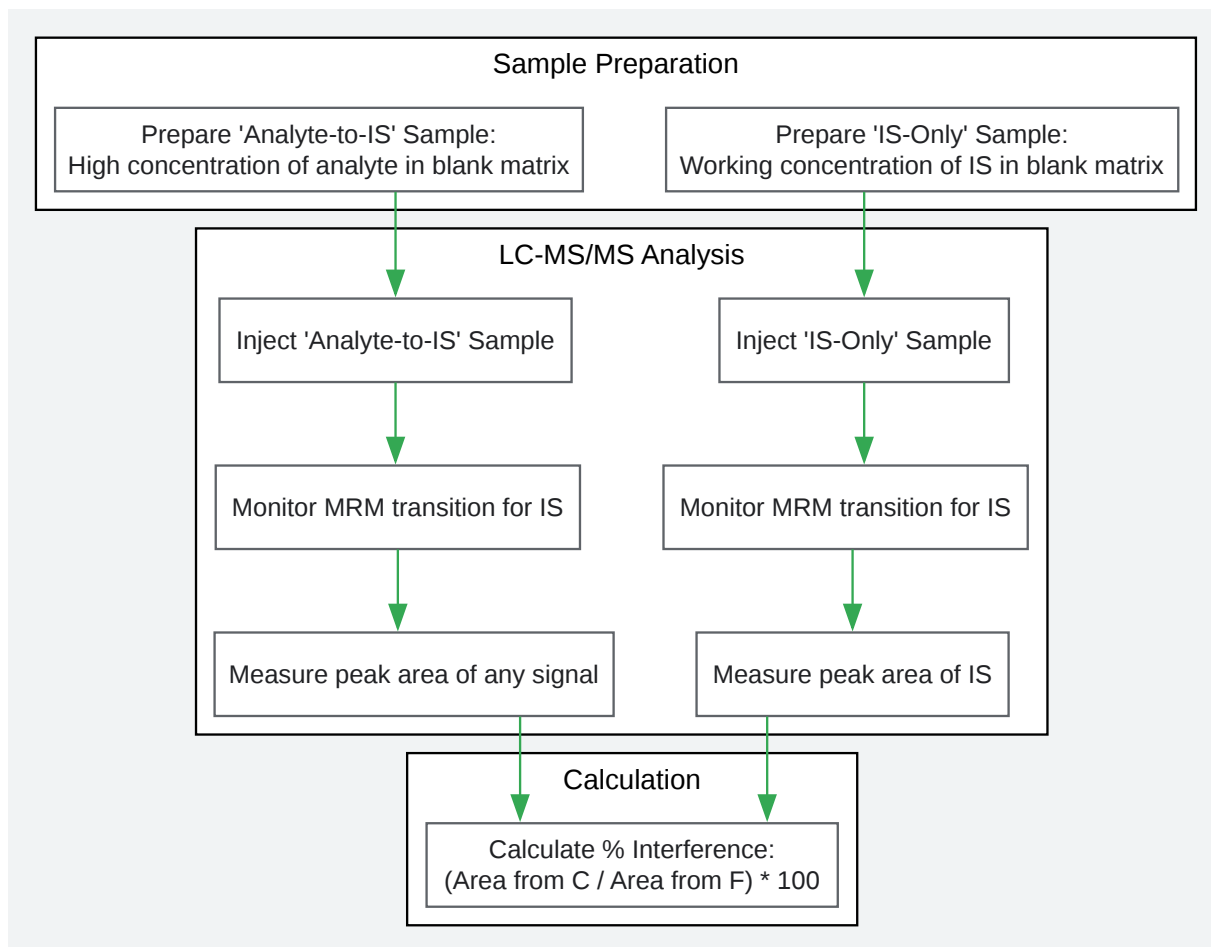 Sample Preparation
Prepare 'Analyte-to-IS' Sample:
High concentration of analyte in blank matrix
Prepare 'IS-Only' Sample:
Working concentration of IS in blank matrix
LC-MS/MS Analysis
Inject 'Analyte-to-IS' Sample
Inject 'IS-Only' Sample
Monitor MRM transition for IS
Monitor MRM transition for IS
Measure peak area of any signal
Measure peak area of IS
Calculation
Calculate % Interference:
(Area from C / Area from F) * 100